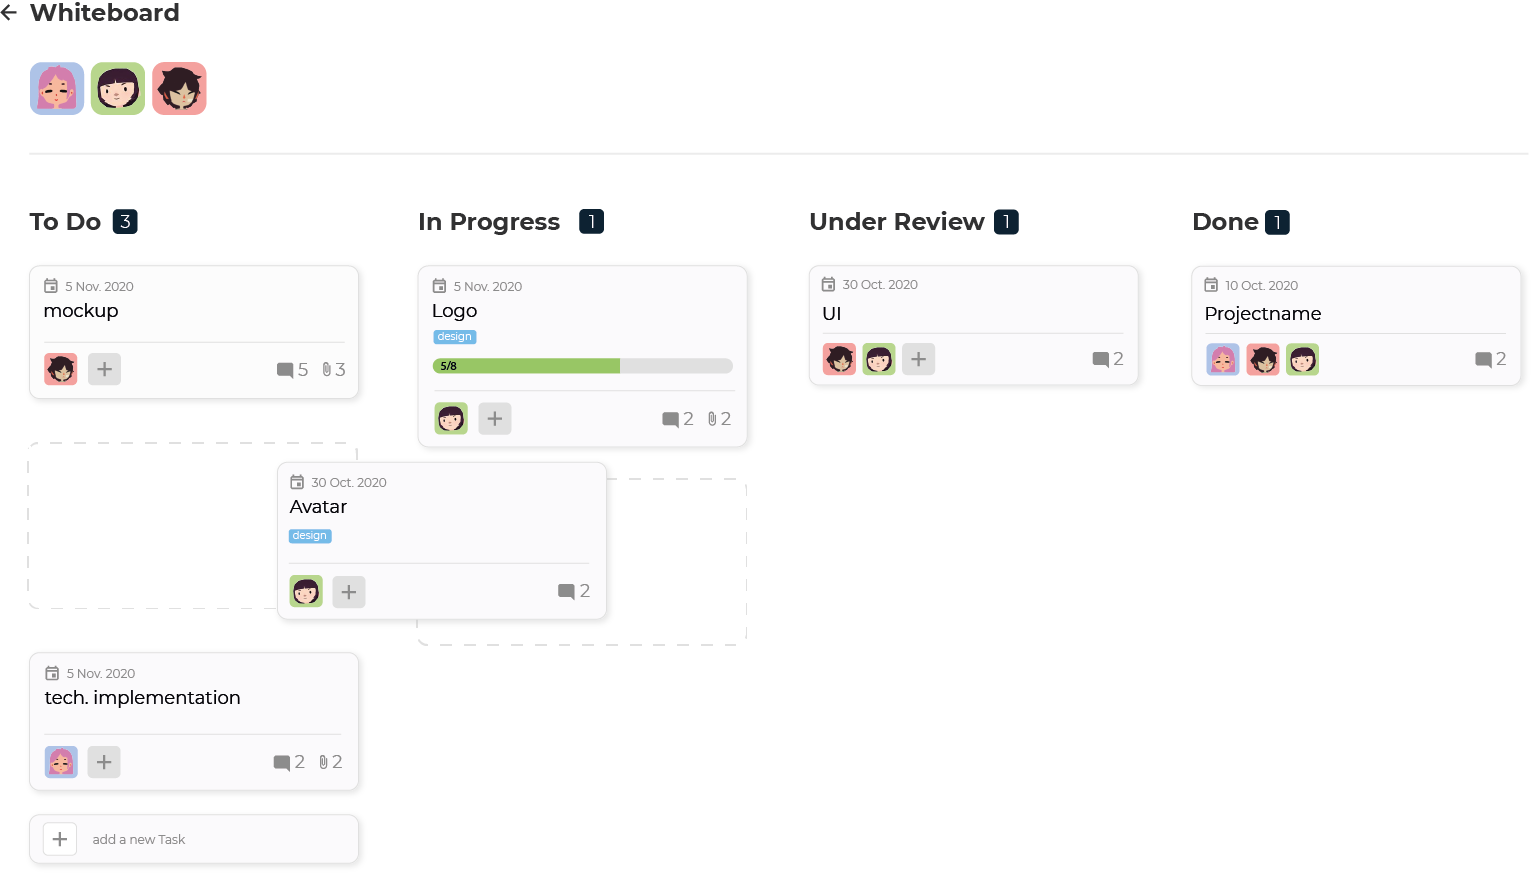 Whiteboard
To Do 3
5 Nov. 2020
mockup
5 3
30 Oct. 2020
Avatar
design
2
5 Nov. 2020
tech. implementation
2 2
add a new Task
In Progress 1
5 Nov. 2020
Logo
design
5/8
2 2
Under Review 1
30 Oct. 2020
UI
2
Done 1
10 Oct. 2020
Projectname
2